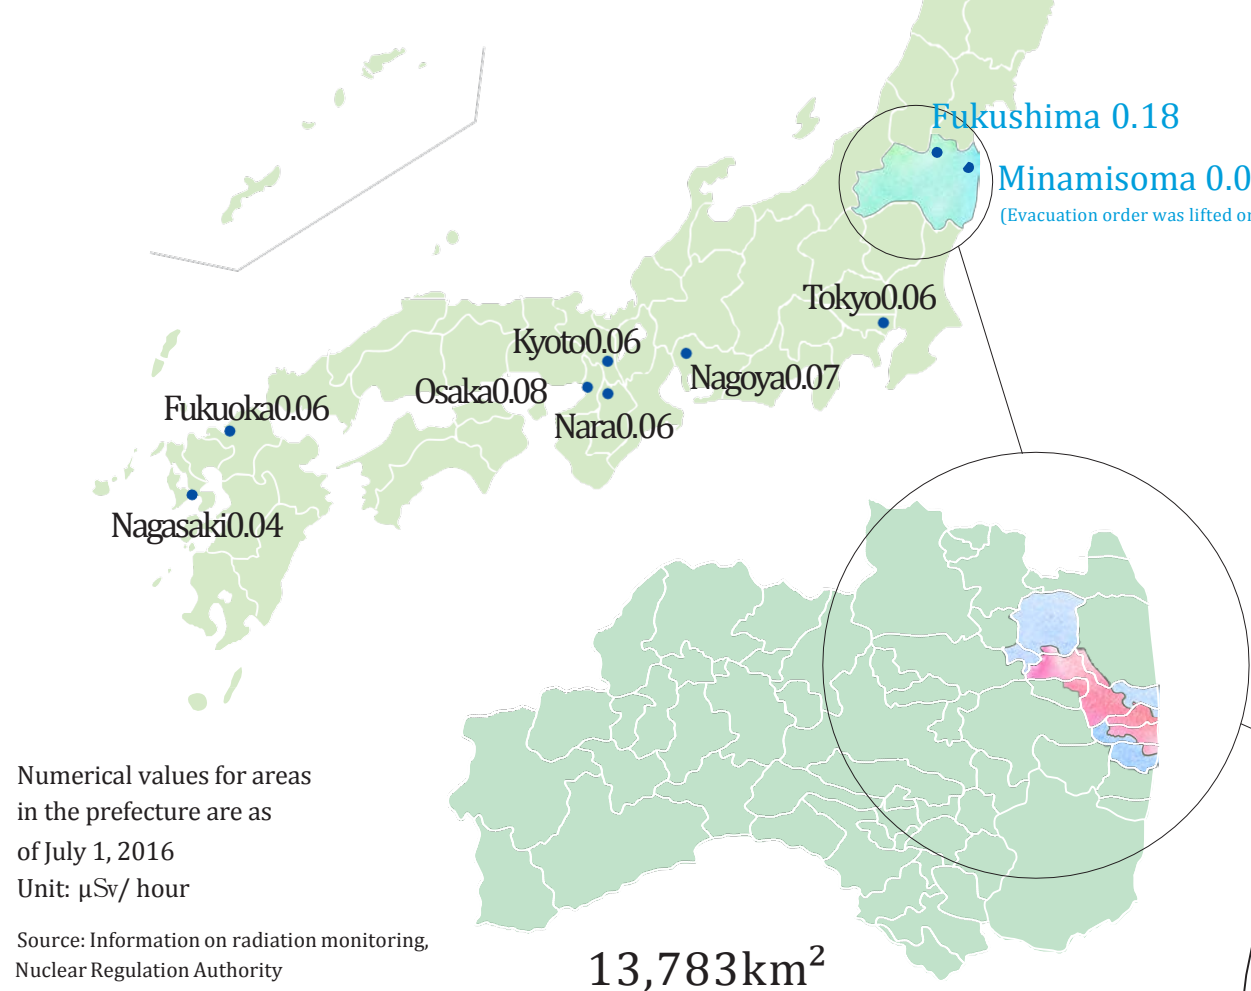 Fukushima 0.18
Minamisoma 0.0
(Evacuation order was lifted or
Tokyo0.06
Kyoto0.06
Nagoya0.07
Osaka0.08
Nara0.06
Fukuoka0.06
Nagasaki0.04
Numerical values for areas
in the prefecture are as
of July 1, 2016
Unit: μSv/ hour
Source: Information on radiation monitoring,
Nuclear Regulation Authority
13,783km²